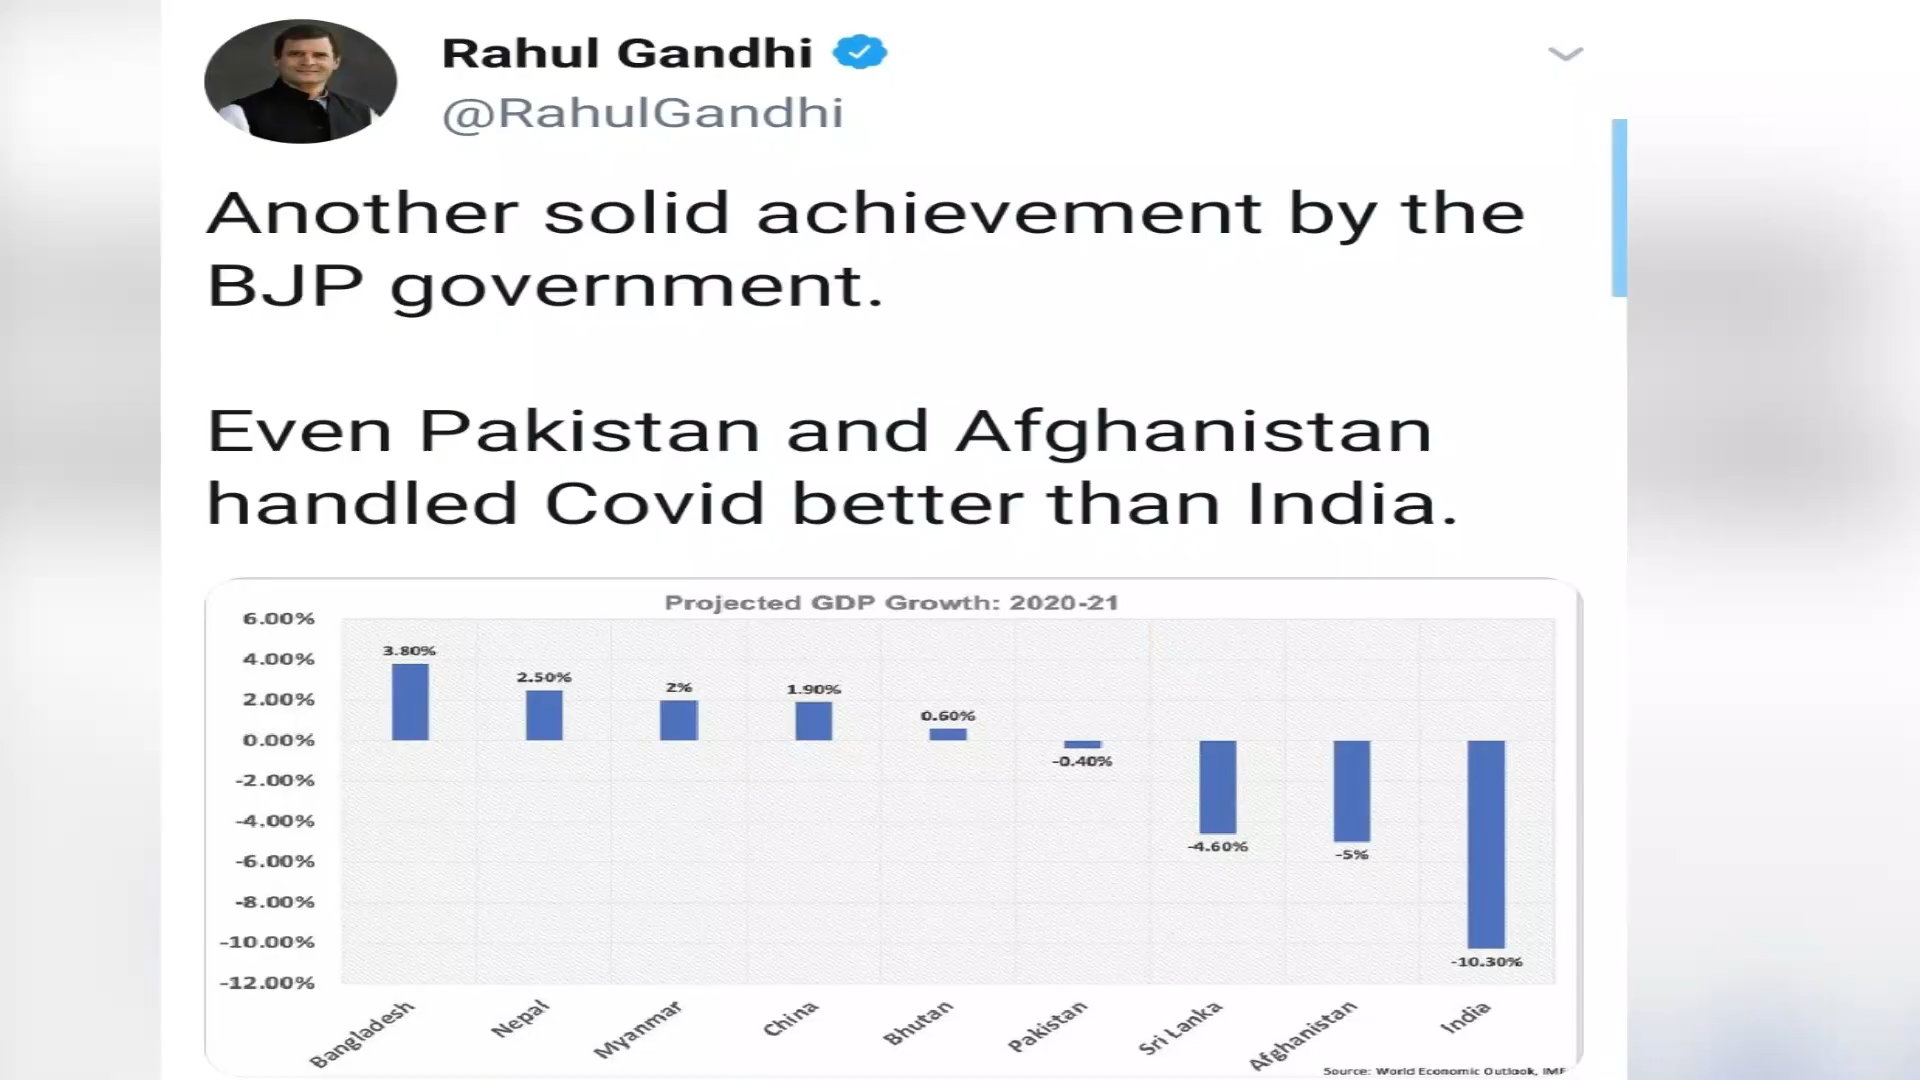 Rahul Gandhi
@RahulGandhi
Another solid achievement by the
BJP government.
Even Pakistan and Afghanistan
handled Covid better than India.
Projected GDP Growth: 2020-21
6.00%
4.00%
2.00%
0.00%
-2.00%
-4.00%
-6.00%
-8.00%
-10.00%
-12.00%
3.80%
2.50%
2%
1.90%
0.60%
-0.40%
-4.60%
-5%
-10.30%
Bangladesh
Nepal
Myanmar
China
Bhutan
Pakistan
Sri Lanka
Afghanistan
India
Source: World Economic Outlook, IMF